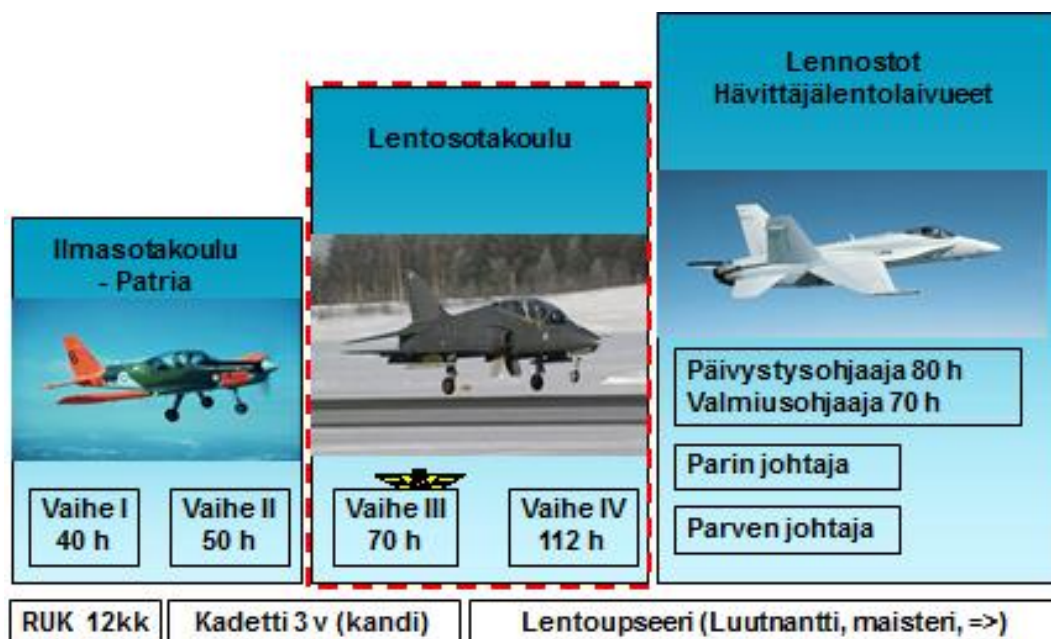 Ilmasotakoulu
- Patria
Vaihe I
40 h
Vaihe II
50 h
Lentosotakoulu
Vaihe III
70 h
Vaihe IV
112 h
Lennostot
Hävittäjälentolaivueet
Päivystysohjaaja 80 h
Valmiusohjaaja 70 h
Parin johtaja
Parven johtaja
RUK 12kk
Kadetti 3 v (kandi)
Lentoupseeri (Luutnantti, maisteri, =>)